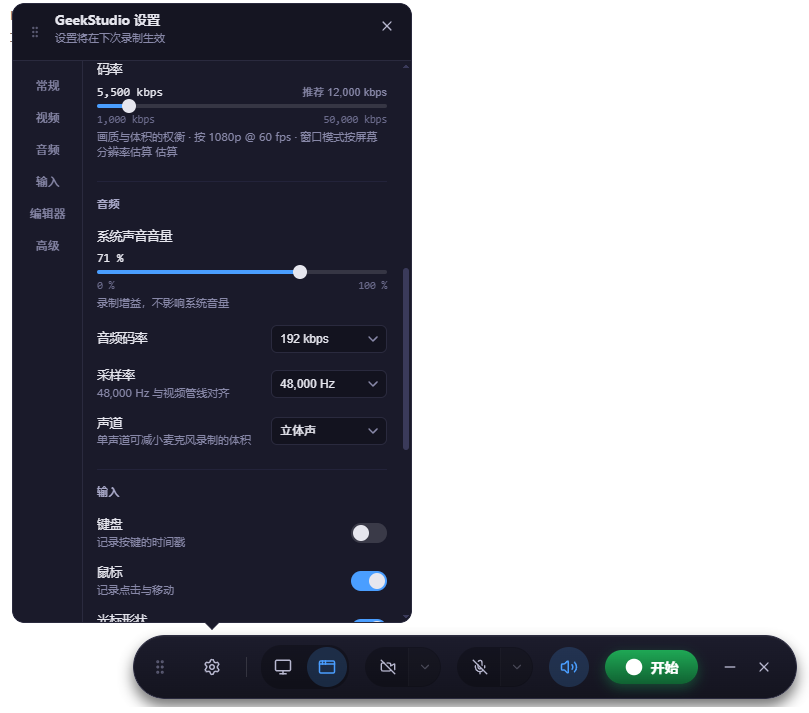 GeekStudio 设置
设置将在下次录制生效
常规
视频
音频
输入
编辑器
高级
码率
5,500 kbps 推荐 12,000 kbps
1,000 kbps 50,000 kbps
画质与体积的权衡 · 按 1080p @ 60 fps · 窗口模式按屏幕
分辨率估算 估算
音频
系统声音音量
71 %
0 % 100 %
录制增益，不影响系统音量
音频码率 192 kbps
采样率 48,000 Hz
48,000 Hz 与视频管线对齐
声道 立体声
单声道可减小麦克风录制的体积
输入
键盘
记录按键的时间戳
鼠标
记录点击与移动
光标形状
开始